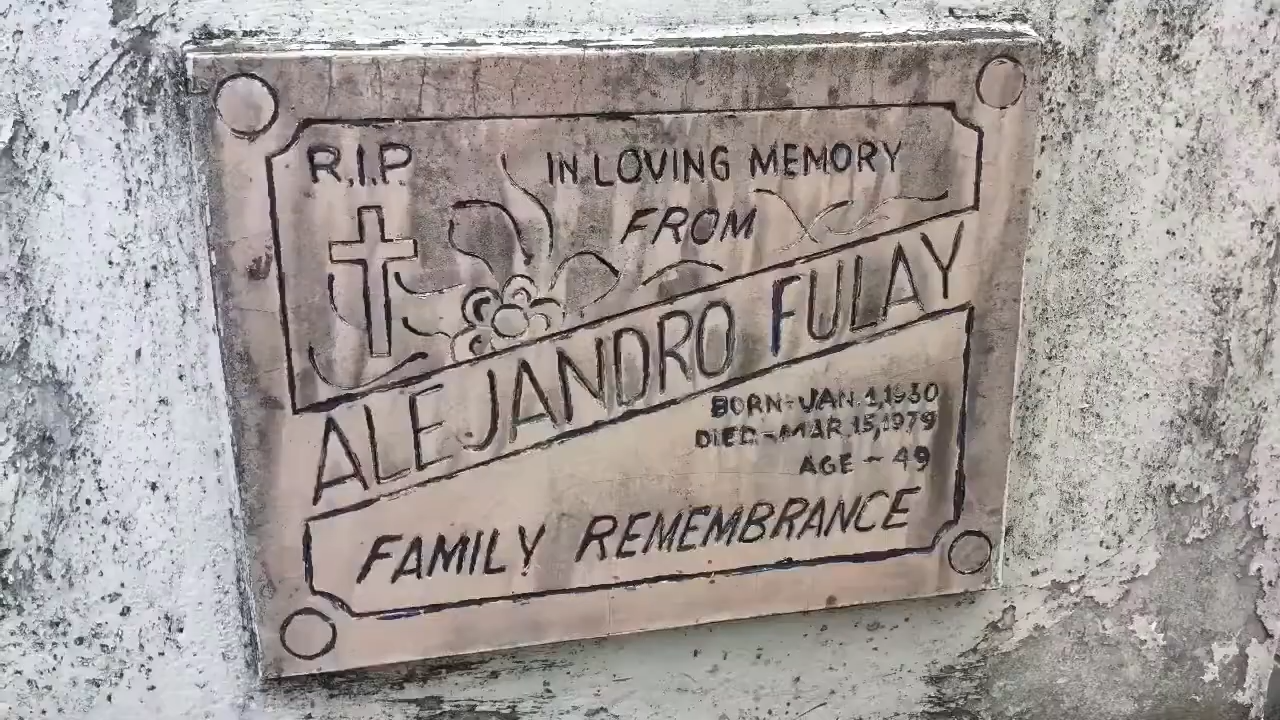 R.I.P.
IN LOVING MEMORY
FROM
ALEJANDRO FULAY
BORN-JAN.1,1930
DIED-MAR.15,1979
AGE - 49
FAMILY REMEMBRANCE